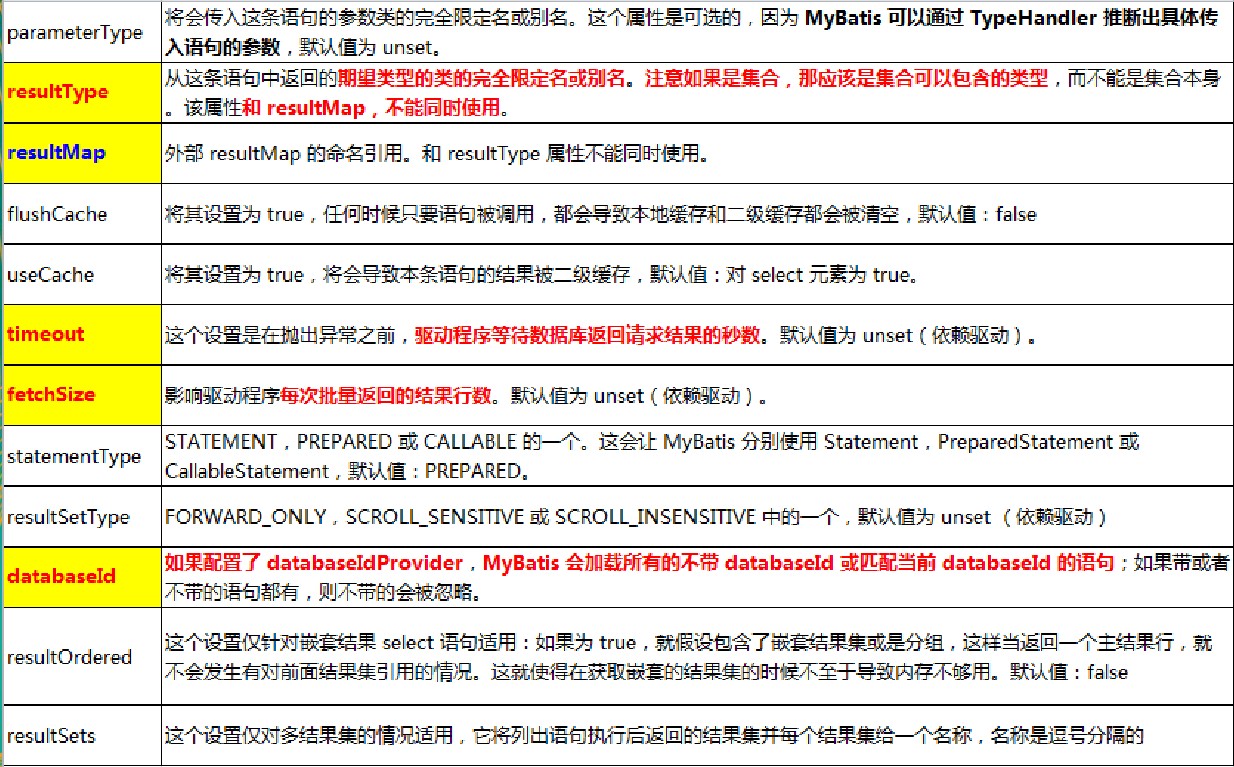 parameterType
将会传入这条语句的参数类的完全限定名或别名。这个属性是可选的，因为 MyBatis 可以通过 TypeHandler 推断出具体传
入语句的参数，默认值为 unset。
resultType
从这条语句中返回的期望类型的类的完全限定名或别名。注意如果是集合，那应该是集合可以包含的类型，而不能是集合本身
。该属性和 resultMap，不能同时使用。
resultMap
外部 resultMap 的命名引用。和 resultType 属性不能同时使用。
flushCache
将其设置为 true，任何时候只要语句被调用，都会导致本地缓存和二级缓存都会被清空，默认值：false
useCache
将其设置为 true，将会导致本条语句的结果被二级缓存，默认值：对 select 元素为 true。
timeout
这个设置是在抛出异常之前，驱动程序等待数据库返回请求结果的秒数。默认值为 unset（依赖驱动）。
fetchSize
影响驱动程序每次批量返回的结果行数。默认值为 unset（依赖驱动）。
statementType
STATEMENT，PREPARED 或 CALLABLE 的一个。这会让 MyBatis 分别使用 Statement，PreparedStatement 或
CallableStatement，默认值：PREPARED。
resultSetType
FORWARD_ONLY，SCROLL_SENSITIVE 或 SCROLL_INSENSITIVE 中的一个，默认值为 unset （依赖驱动）
databaseId
如果配置了 databaseIdProvider，MyBatis 会加载所有的不带 databaseId 或匹配当前 databaseId 的语句；如果带或者
不带的语句都有，则不带的会被忽略。
resultOrdered
这个设置仅针对嵌套结果 select 语句适用：如果为 true，就假设包含了嵌套结果集或是分组，这样当返回一个主结果行，就
不会发生有对前面结果集引用的情况。这就使得在获取嵌套的结果集的时候不至于导致内存不够用。默认值：false
resultSets
这个设置仅对多结果集的情况适用，它将列出语句执行后返回的结果集并每个结果集给一个名称，名称是逗号分隔的